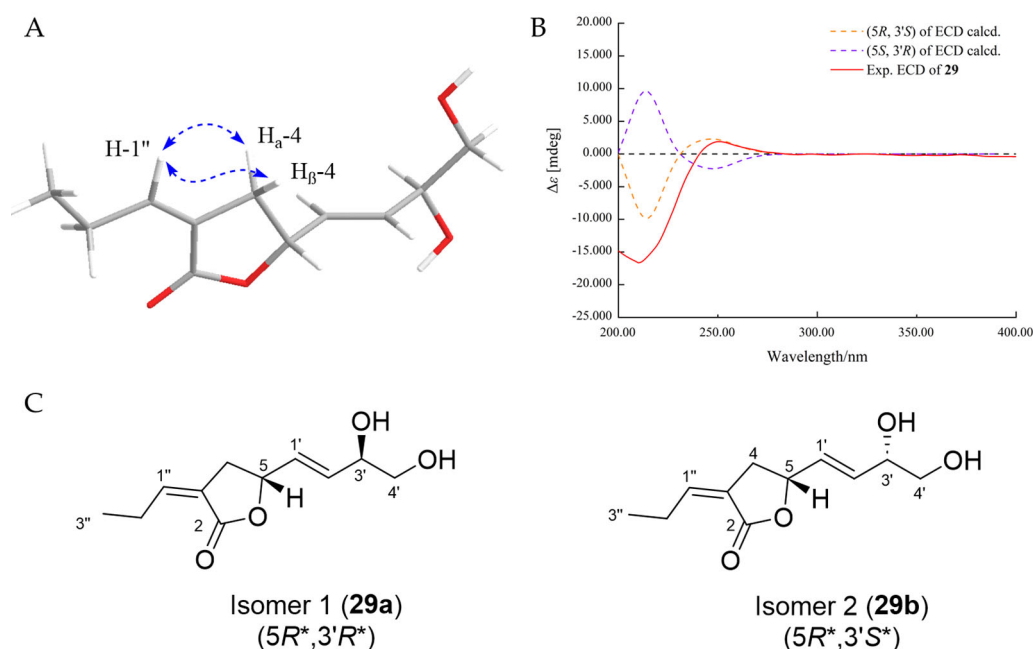 A
H-1"
Ha-4
Hß-4
B
20.000
15.000
10.000
5.000
0.000
-5.000
-10.000
-15.000
-20.000
-25.000
Δε [mdeg]
200.00 250.00 300.00 350.00 400.00
Wavelength/nm
(5R, 3'S) of ECD calcd.
(5S, 3'R) of ECD calcd.
Exp. ECD of 29
C
OH
1'
5
OH
1"
3'
4'
H
3"
2
O
O
Isomer 1 (29a)
(5R*,3'R*)
OH
4
1'
5
OH
1"
3'
4'
H
3"
2
O
O
Isomer 2 (29b)
(5R*,3'S*)